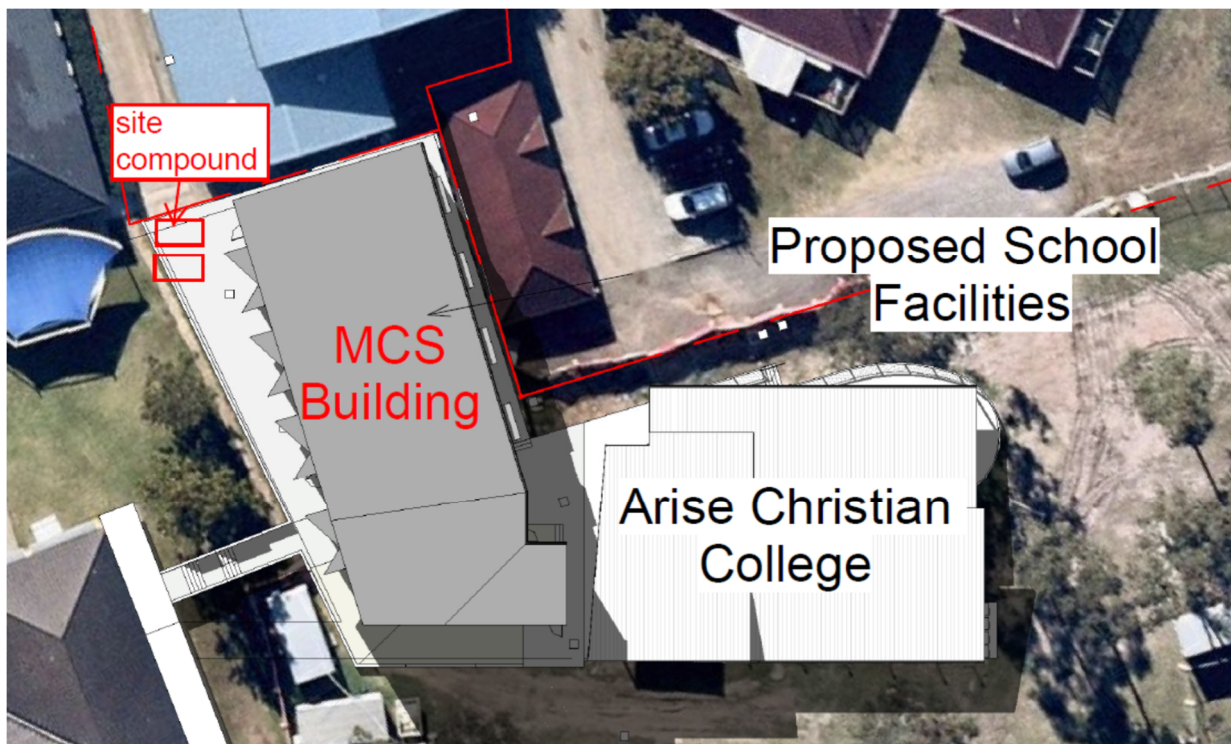 site
compound
Proposed School
Facilities
MCS
Building
Arise Christian
College